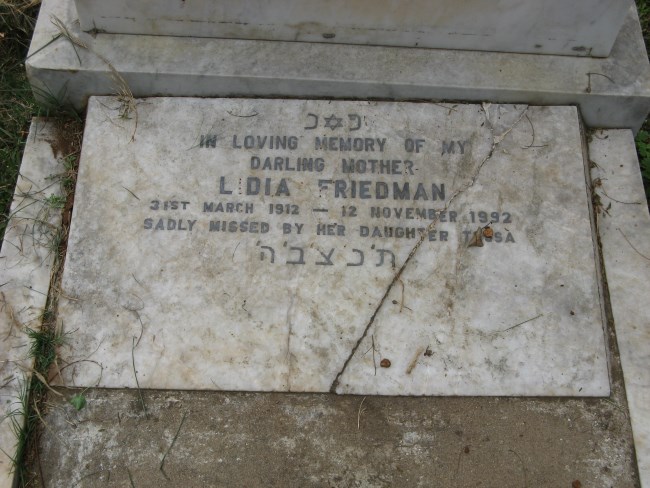 פ ✡ נ
IN LOVING MEMORY OF MY
DARLING MOTHER
LIDIA FRIEDMAN
31ST MARCH 1912 – 12 NOVEMBER 1992
SADLY MISSED BY HER DAUGHTER
ת'נ'צ'ב'ה'